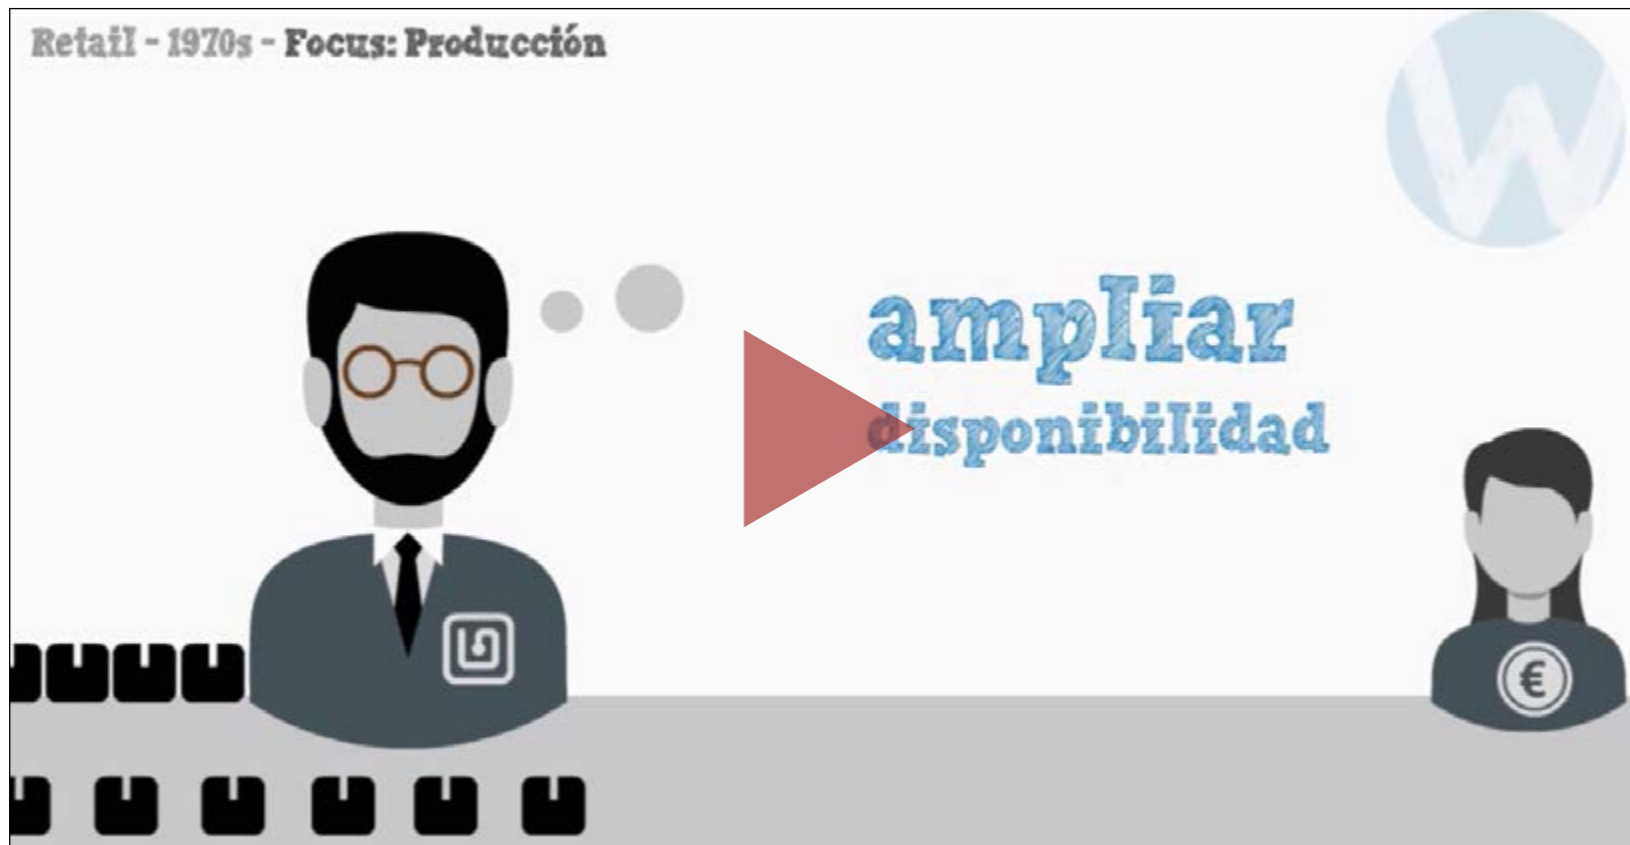 Retail - 1970s - Focus: Producción
W
ampliar
disponibilidad
€